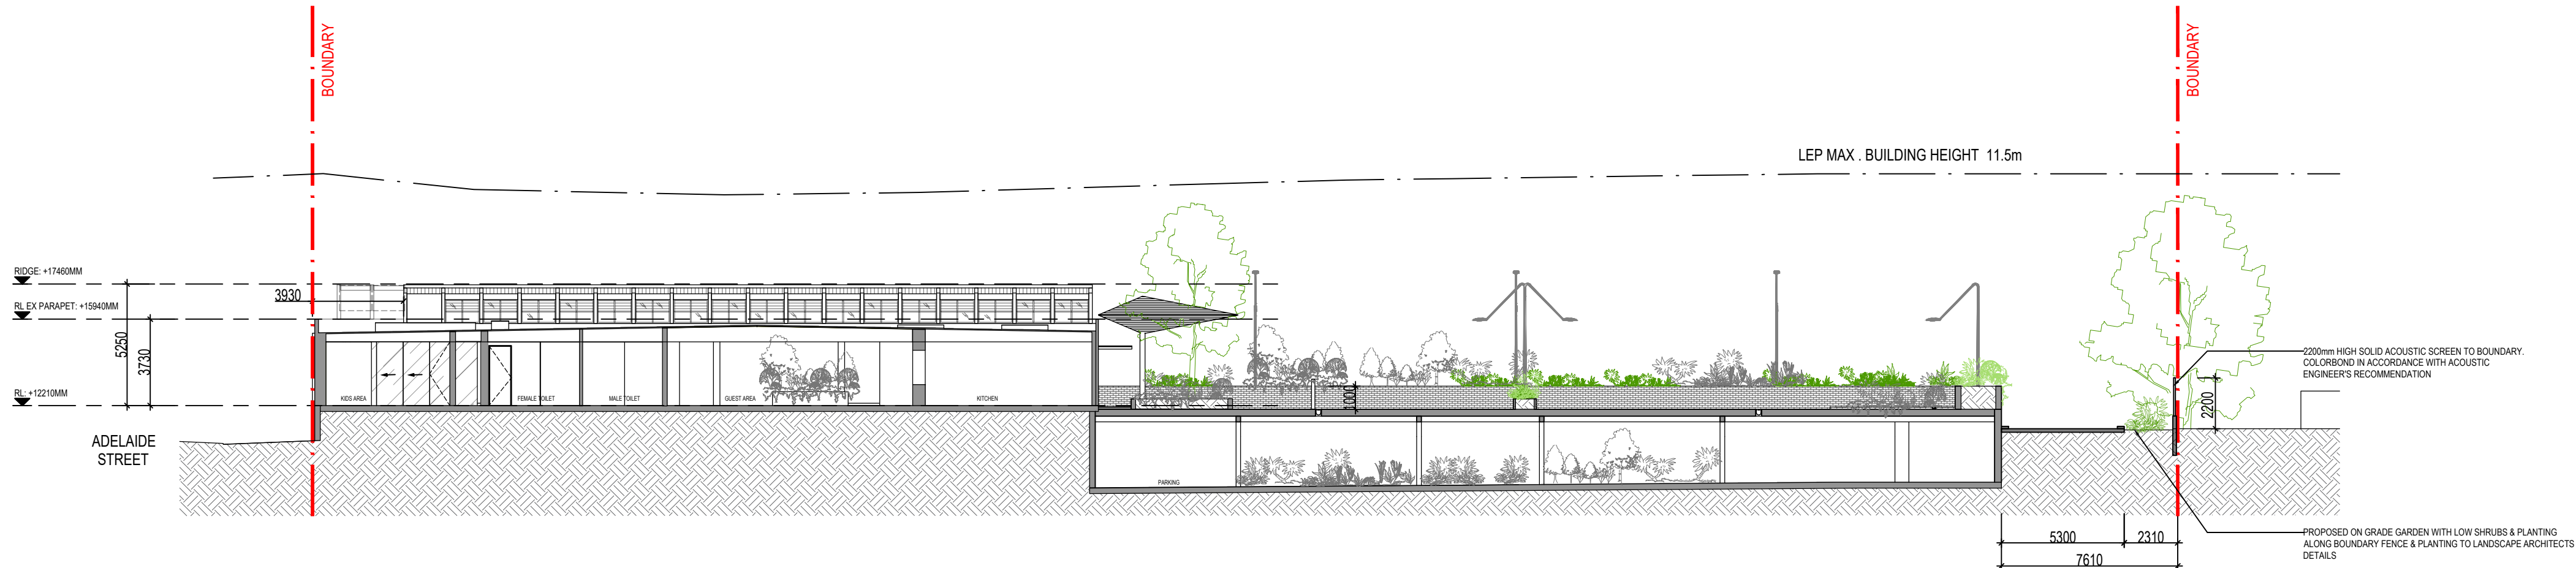 BOUNDARY
BOUNDARY
LEP MAX . BUILDING HEIGHT 11.5m
RIDGE: +17460MM
3930
RL EX PARAPET: +15940MM
5250
3730
RL: +12210MM
KIDS AREA
FEMALE TOILET
MALE TOILET
GUEST AREA
KITCHEN
1000
2200mm HIGH SOLID ACOUSTIC SCREEN TO BOUNDARY.
COLORBOND IN ACCORDANCE WITH ACOUSTIC
ENGINEER'S RECOMMENDATION
2200
ADELAIDE
STREET
PARKING
5300
2310
7610
PROPOSED ON GRADE GARDEN WITH LOW SHRUBS & PLANTING
ALONG BOUNDARY FENCE & PLANTING TO LANDSCAPE ARCHITECTS
DETAILS